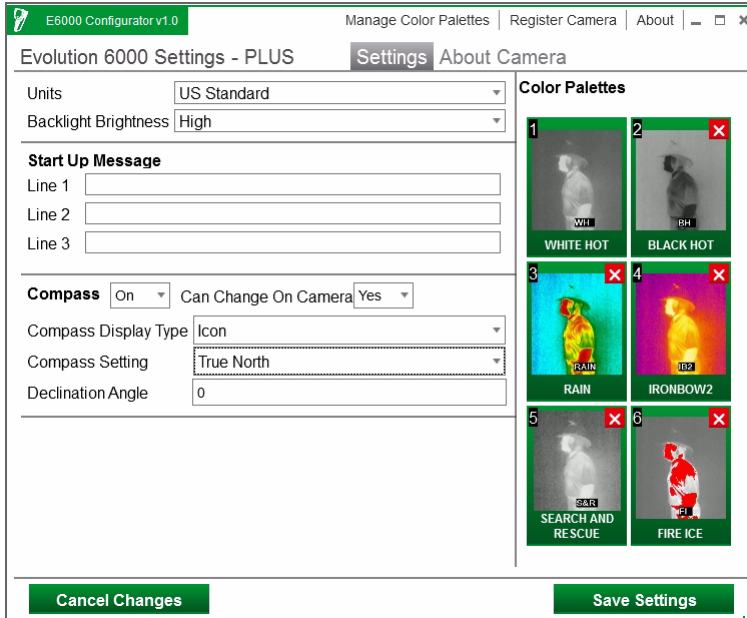 E6000 Configurator v1.0
Manage Color Palettes | Register Camera | About
Evolution 6000 Settings - PLUS
Settings About Camera
Units US Standard
Backlight Brightness High
Start Up Message
Line 1
Line 2
Line 3
Compass On Can Change On Camera Yes
Compass Display Type Icon
Compass Setting True North
Declination Angle 0
Color Palettes
1
WH
WHITE HOT
2
BH
BLACK HOT
3
RAIN
RAIN
4
IB2
IRONBOW2
5
S&R
SEARCH AND
RESCUE
6
FI
FIRE ICE
Cancel Changes
Save Settings